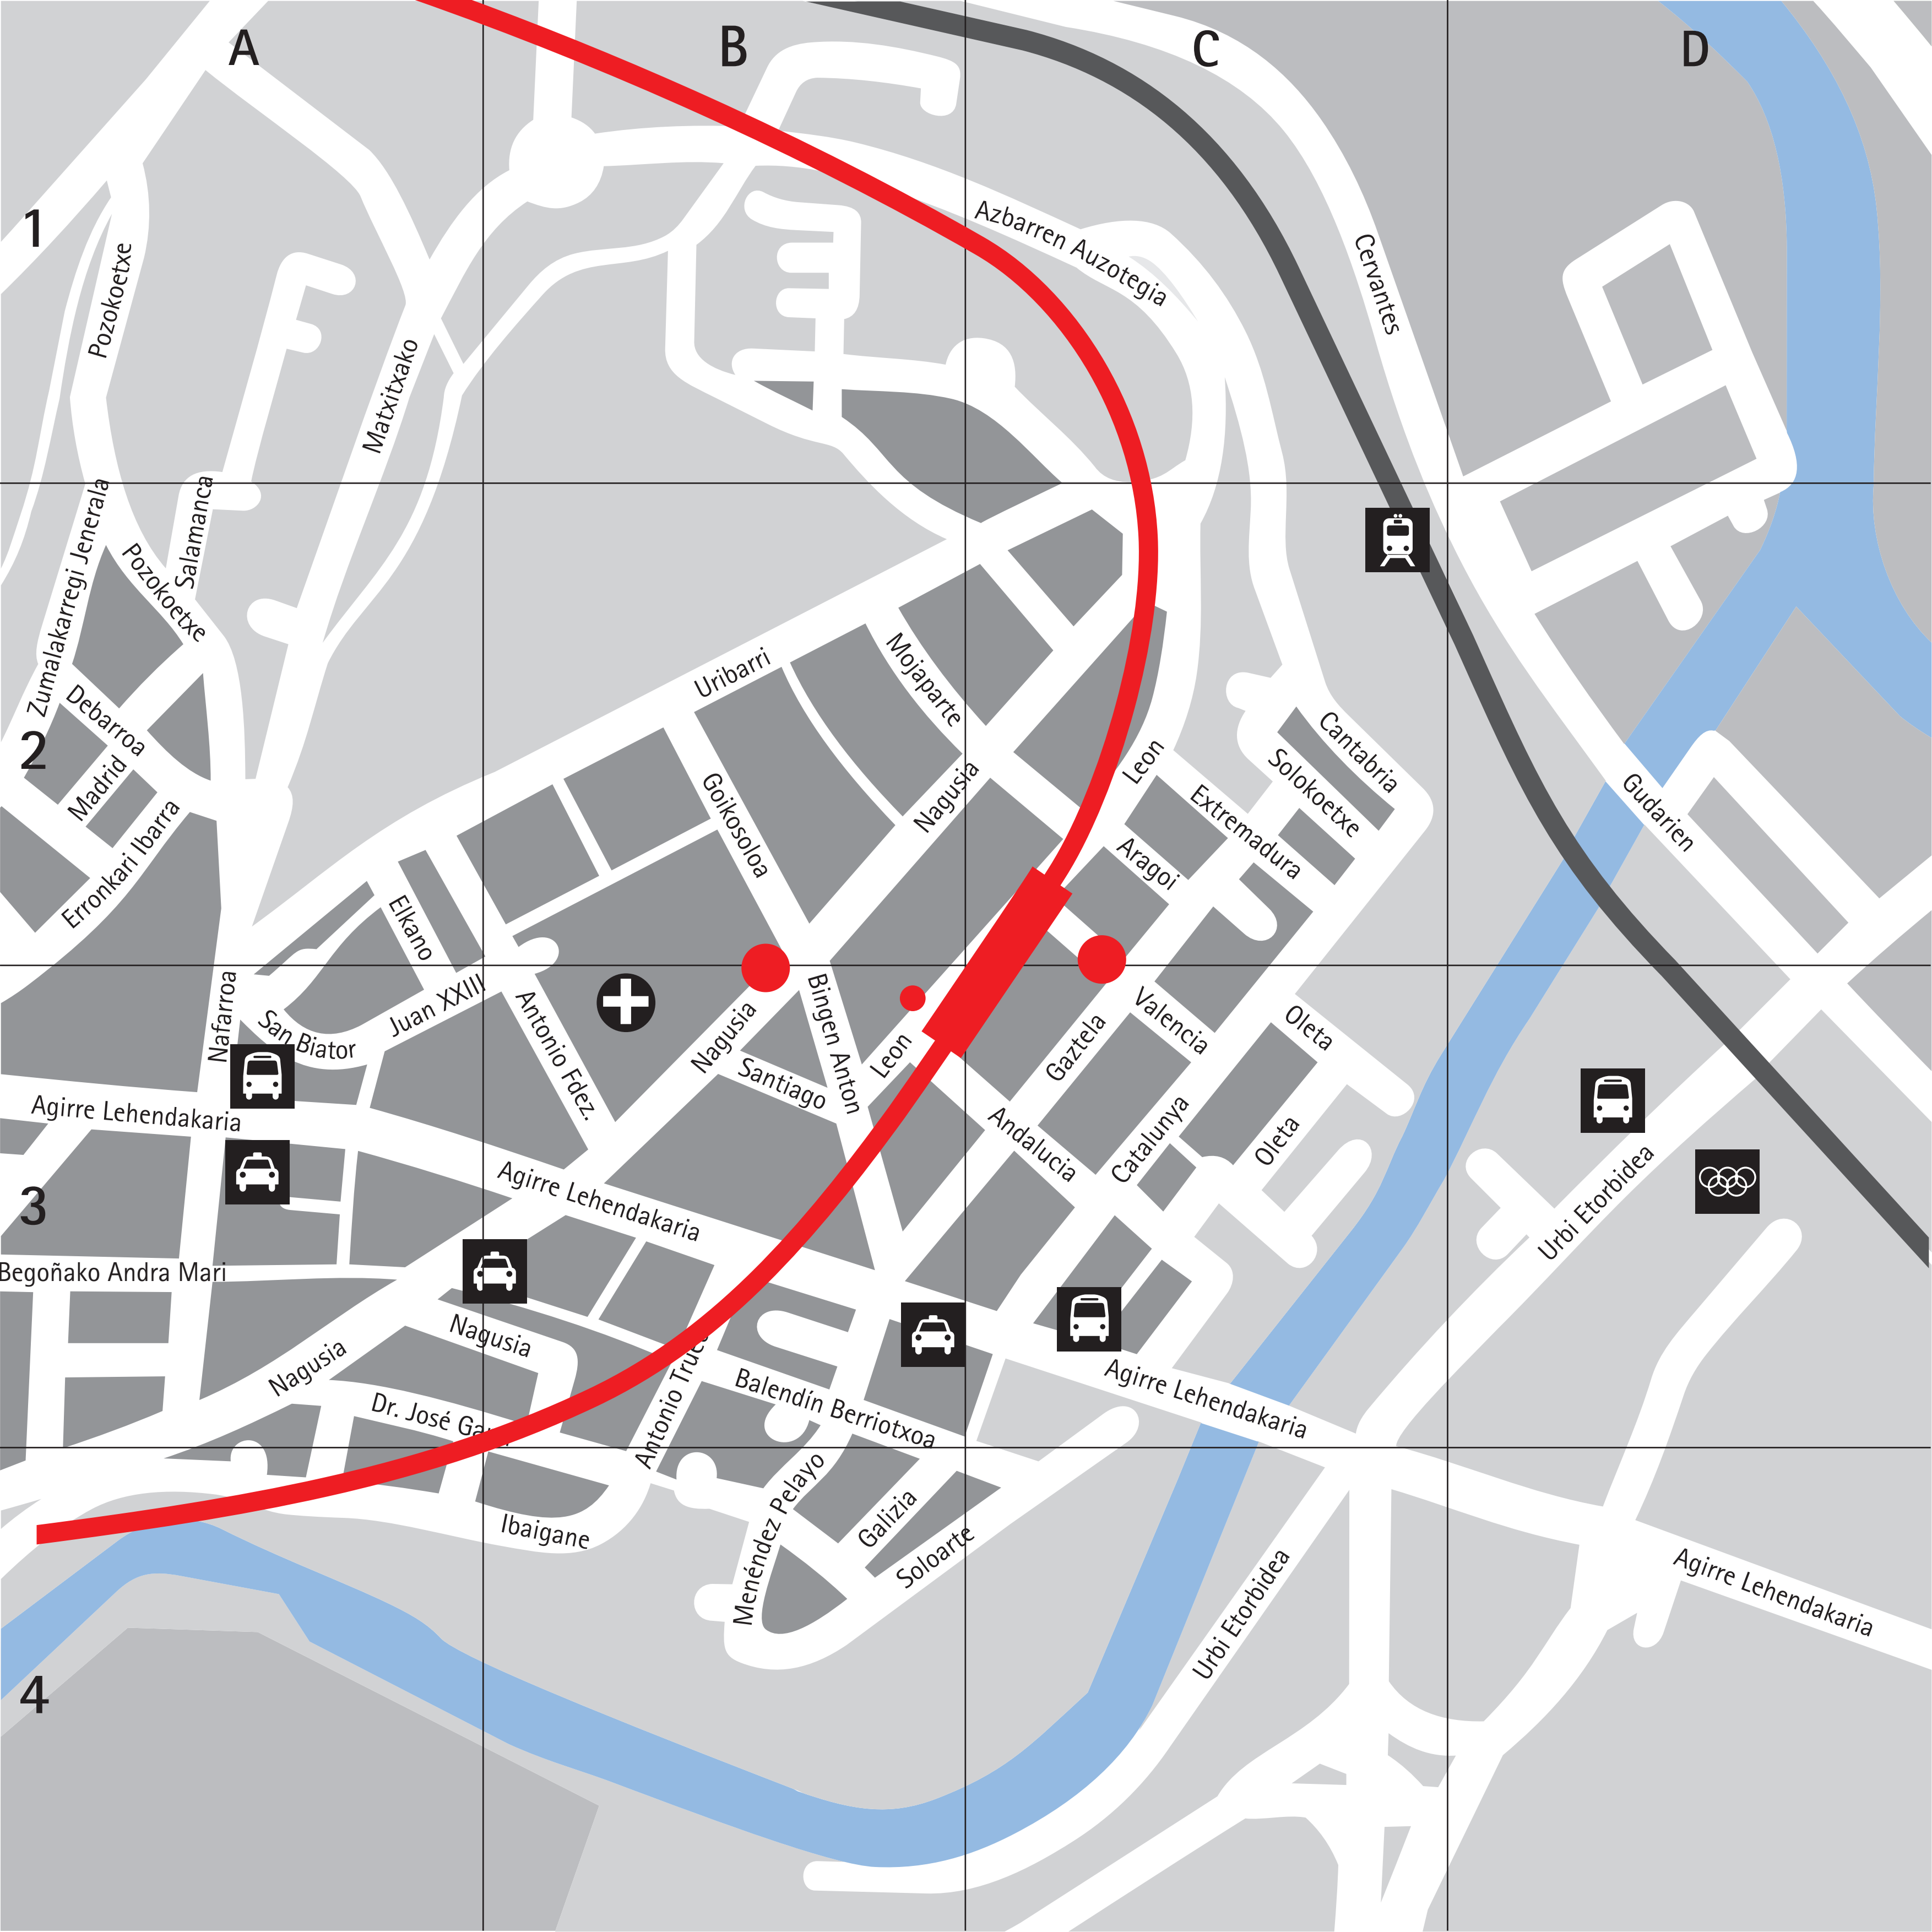 A
B
C
D
1
Azbarren Auzotegia
Cervantes
Pozokoetxe
Matxitxako
Zumalakarregi Jenerala
Salamanca
Pozokoetxe
2
Debarroa
Madrid
Erronkari Ibarra
Uribarri
Mojaparte
Goikosoloa
Nagusia
Leon
Extremadura
Aragoi
Cantabria
Solokoetxe
Gudarien
Elkano
Juan XXIII
Nafarroa
San Biator
Antonio Fdez.
Nagusia
Santiago
Bingen Anton
Leon
Gaztela
Valencia
Oleta
Agirre Lehendakaria
Andalucia
Catalunya
Oleta
3
Agirre Lehendakaria
Urbi Etorbidea
Begoñako Andra Mari
Nagusia
Nagusia
Dr. José
Antonio
Balendín Berriotxoa
Agirre Lehendakaria
Menéndez Pelayo
Galizia
Soloarte
Ibaigane
Urbi Etorbidea
Agirre Lehendakaria
4